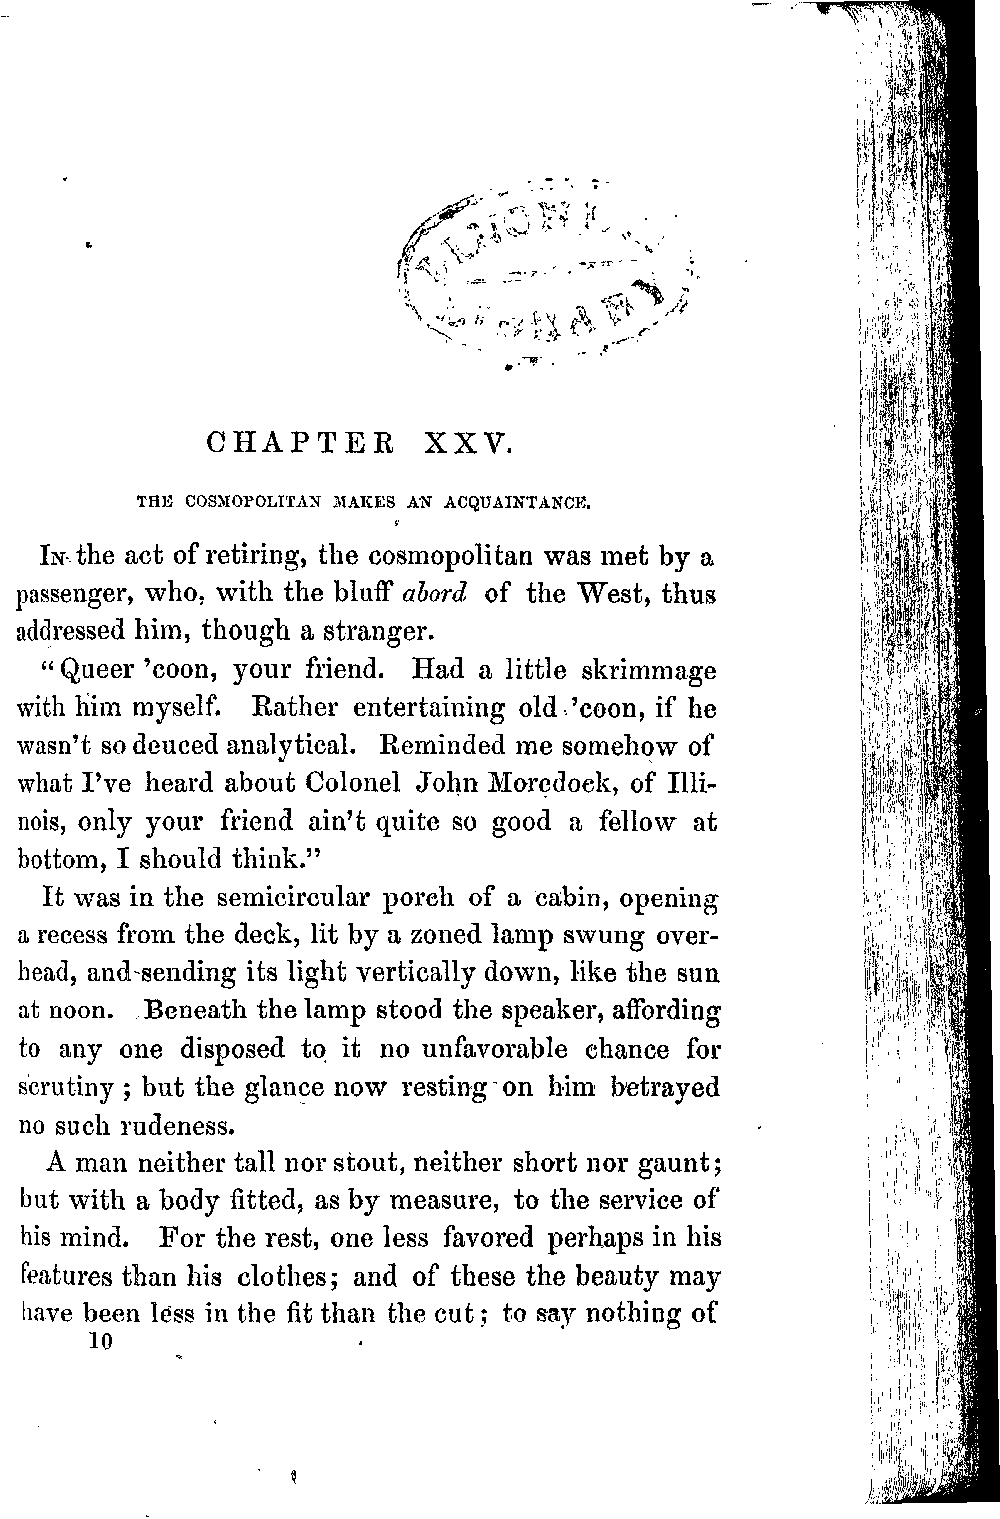 CHAPTER XXV.
THE COSMOPOLITAN MAKES AN ACQUAINTANCE.
In the act of retiring, the cosmopolitan was met by a
passenger, who, with the bluff abord of the West, thus
addressed him, though a stranger.
“Queer ’coon, your friend. Had a little skrimmage
with him myself. Rather entertaining old ’coon, if he
wasn’t so deuced analytical. Reminded me somehow of
what I’ve heard about Colonel John Moredock, of Illi-
nois, only your friend ain’t quite so good a fellow at
bottom, I should think.”
It was in the semicircular porch of a cabin, opening
a recess from the deck, lit by a zoned lamp swung over-
head, and sending its light vertically down, like the sun
at noon. Beneath the lamp stood the speaker, affording
to any one disposed to it no unfavorable chance for
scrutiny; but the glance now resting on him betrayed
no such rudeness.
A man neither tall nor stout, neither short nor gaunt;
but with a body fitted, as by measure, to the service of
his mind. For the rest, one less favored perhaps in his
features than his clothes; and of these the beauty may
have been less in the fit than the cut; to say nothing of
10